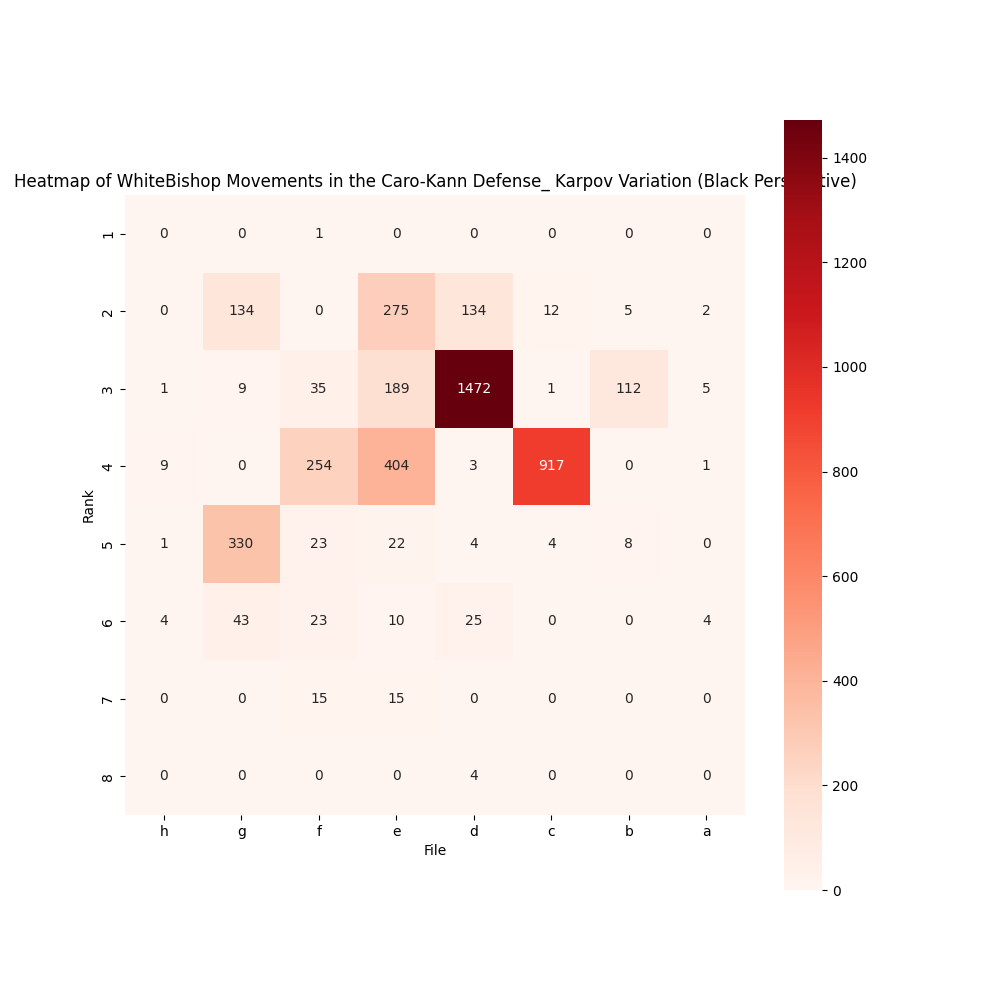 Heatmap of WhiteBishop Movements in the Caro-Kann Defense_ Karpov Variation (Black Perspective)
1 0 0 1 0 0 0 0 0
2 0 134 0 275 134 12 5 2
3 1 9 35 189 1472 1 112 5
4 9 0 254 404 3 917 0 1
5 1 330 23 22 4 4 8 0
6 4 43 23 10 25 0 0 4
7 0 0 15 15 0 0 0 0
8 0 0 0 0 4 0 0 0
h g f e d c b a
File
Rank
1400
1200
1000
800
600
400
200
0